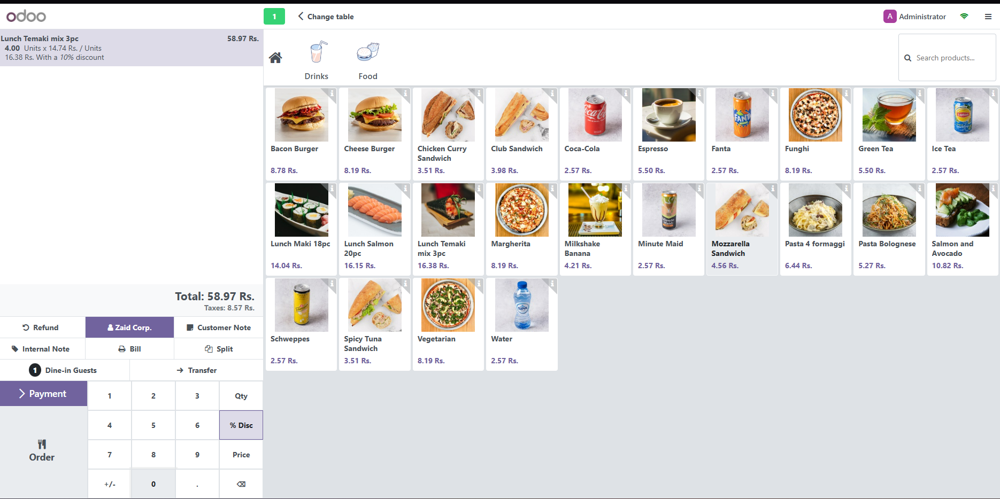 odoo
1
Change table
A Administrator
Lunch Temaki mix 3pc 58.97 Rs.
4.00 Units x 14.74 Rs. / Units
16.38 Rs. With a 10% discount
Drinks
Food
Search products...
Bacon Burger
8.78 Rs.
Cheese Burger
8.19 Rs.
Chicken Curry
Sandwich
3.51 Rs.
Club Sandwich
3.98 Rs.
Coca-Cola
2.57 Rs.
Espresso
5.50 Rs.
FANTA
Fanta
2.57 Rs.
Funghi
8.19 Rs.
Green Tea
5.50 Rs.
Lipton
Ice Tea
2.57 Rs.
Lunch Maki 18pc
14.04 Rs.
Lunch Salmon
20pc
16.15 Rs.
Lunch Temaki
mix 3pc
16.38 Rs.
Margherita
8.19 Rs.
Milkshake
Banana
4.21 Rs.
Minute
Maid
Minute Maid
2.57 Rs.
Mozzarella
Sandwich
4.56 Rs.
Pasta 4 formaggi
6.44 Rs.
Pasta Bolognese
5.27 Rs.
Salmon and
Avocado
10.82 Rs.
Schweppes
2.57 Rs.
Spicy Tuna
Sandwich
3.51 Rs.
Vegetarian
8.19 Rs.
SPA
Water
2.57 Rs.
Total: 58.97 Rs.
Taxes: 8.57 Rs.
Refund
Zaid Corp.
Customer Note
Internal Note
Bill
Split
1 Dine-in Guests
Transfer
Payment
1 2 3 Qty
4 5 6 % Disc
Order
7 8 9 Price
+/- 0 .